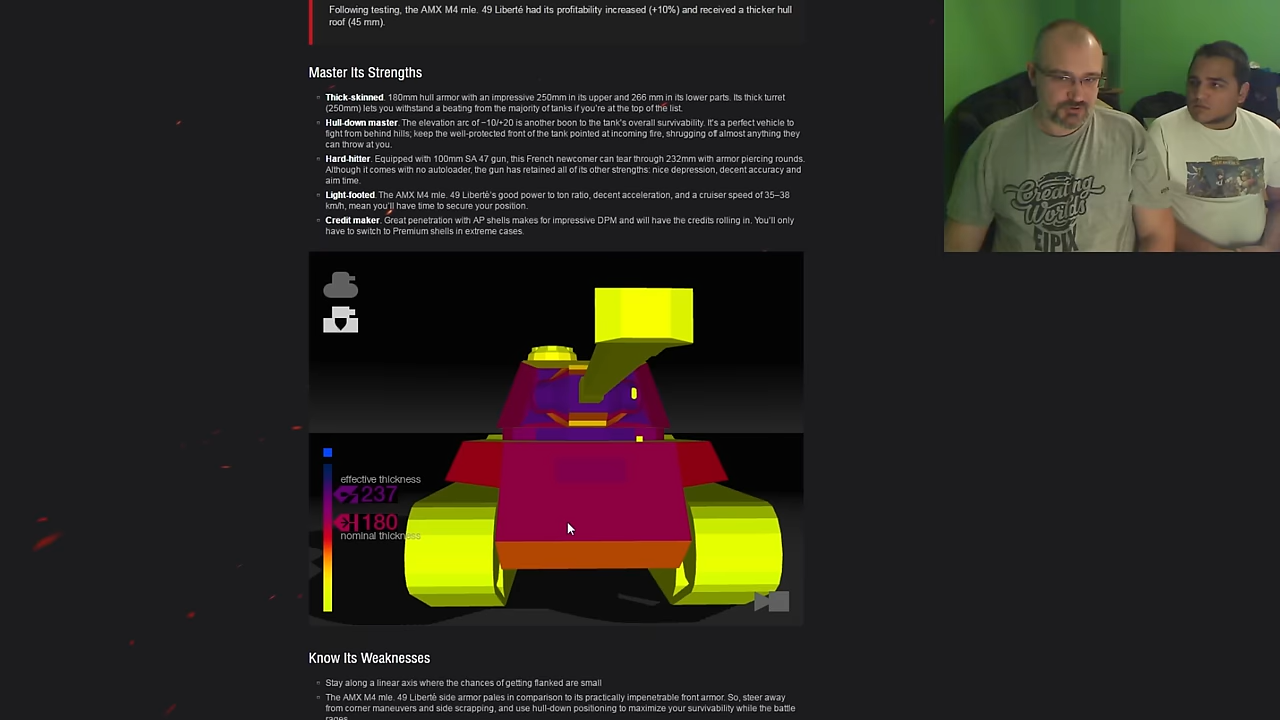 Following testing, the AMX M4 mle. 49 Liberté had its profitability increased (+10%) and received a thicker hull
roof (45 mm).
Master Its Strengths
Thick-skinned. 180mm hull armor with an impressive 250mm in its upper and 266 mm in its lower parts. Its thick turret
(250mm) lets you withstand a beating from the majority of tanks if you're at the top of the list.
Hull-down master. The elevation arc of −10/+20 is another boon to the tank's overall survivability. It's a perfect vehicle to
fight from behind hills; keep the well-protected front of the tank pointed at incoming fire, shrugging off almost anything they
can throw at you.
Hard-hitter. Equipped with 100mm SA 47 gun, this French newcomer can tear through 232mm with armor piercing rounds.
Although it comes with no autoloader, the gun has retained all of its other strengths: nice depression, decent accuracy and
aim time.
Light-footed. The AMX M4 mle. 49 Liberté's good power to ton ratio, decent acceleration, and a cruiser speed of 35–38
km/h, mean you'll have time to secure your position.
Credit maker. Great penetration with AP shells makes for impressive DPM and will have the credits rolling in. You'll only
have to switch to Premium shells in extreme cases.
effective thickness
237
180
nominal thickness
Creating
Worlds
EIPIX
Know Its Weaknesses
Stay along a linear axis where the chances of getting flanked are small
The AMX M4 mle. 49 Liberté side armor pales in comparison to its practically impenetrable front armor. So, steer away
from corner maneuvers and side scrapping, and use hull-down positioning to maximize your survivability while the battle
rages.